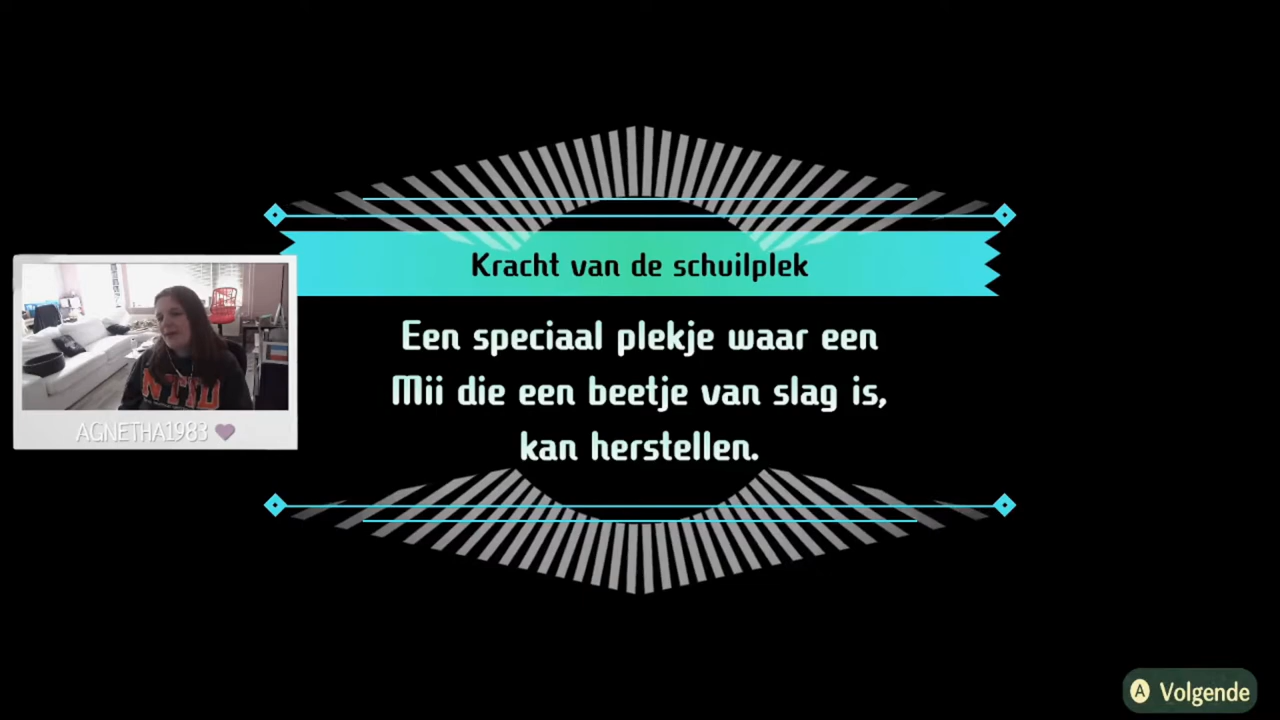 Kracht van de schuilplek
Een speciaal plekje waar een
Mii die een beetje van slag is,
kan herstellen.
NTID
AGNETHA1983
A Volgende